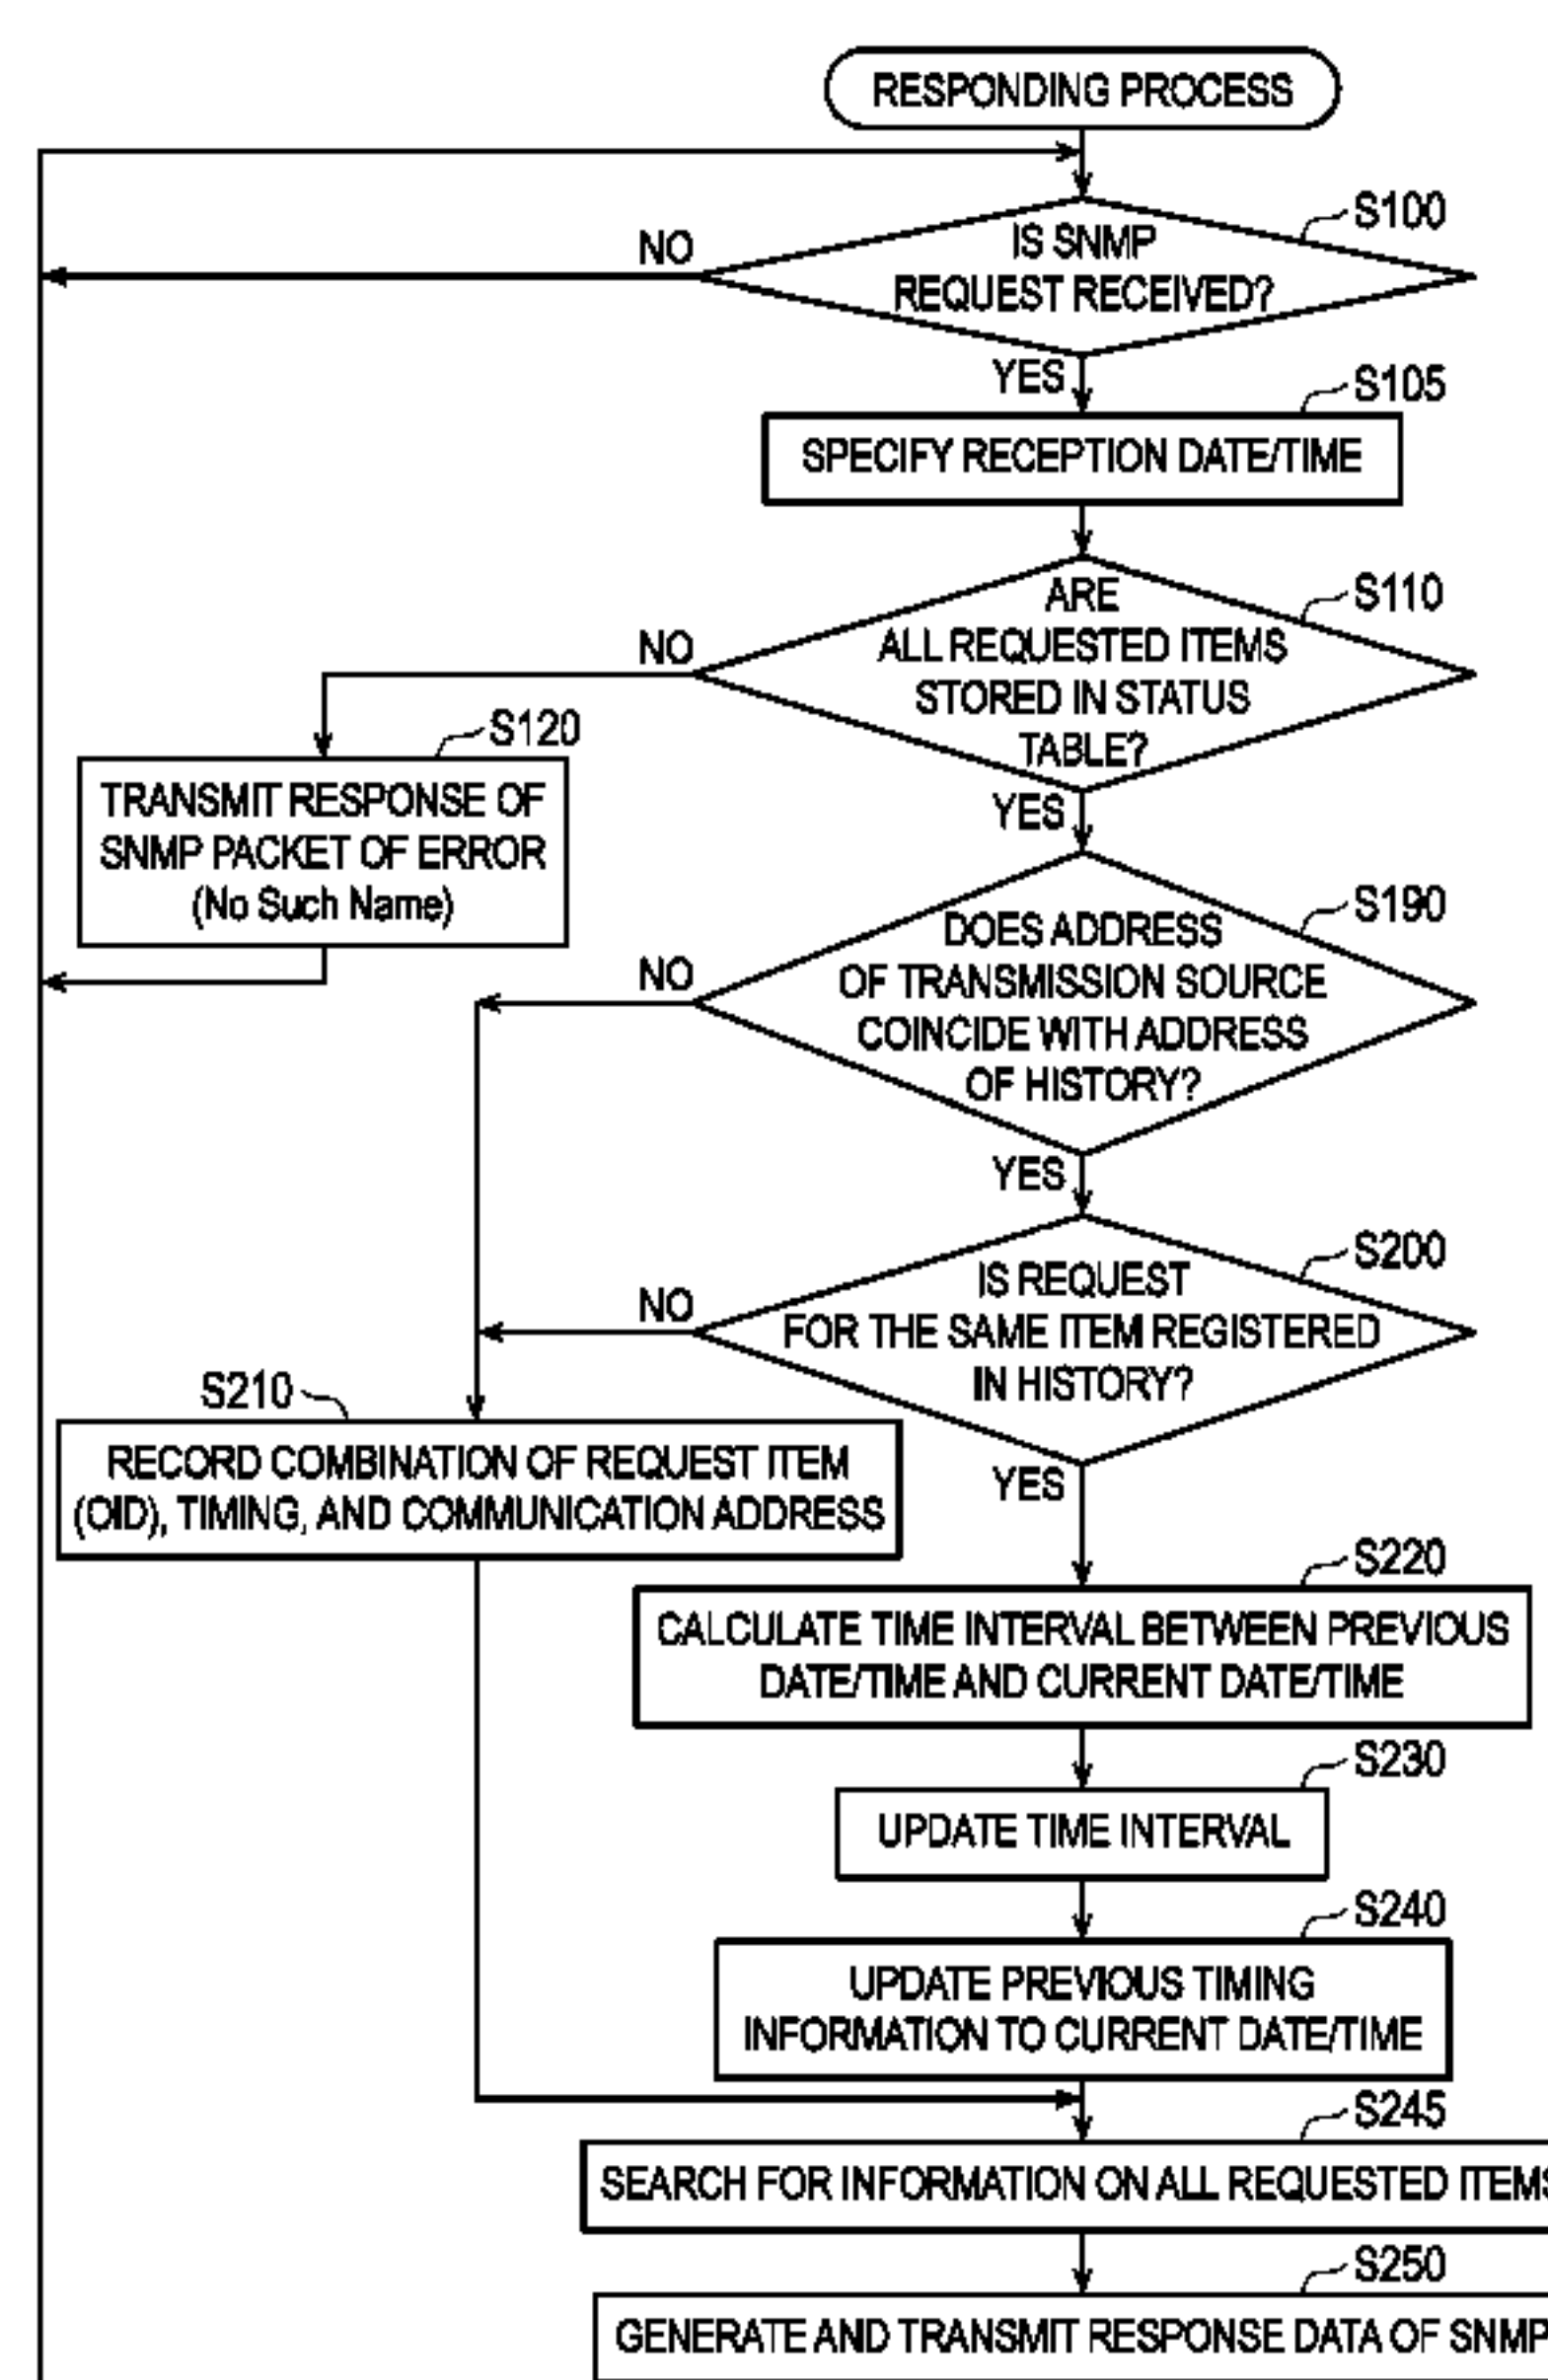 RESPONDING PROCESS
S100
IS SNMP
REQUEST RECEIVED?
NO
YES
S105
SPECIFY RECEPTION DATE/TIME
S110
ARE
ALL REQUESTED ITEMS
STORED IN STATUS
TABLE?
NO
YES
S120
TRANSMIT RESPONSE OF
SNMP PACKET OF ERROR
(No Such Name)
S190
DOES ADDRESS
OF TRANSMISSION SOURCE
COINCIDE WITH ADDRESS
OF HISTORY?
NO
YES
S200
IS REQUEST
FOR THE SAME ITEM REGISTERED
IN HISTORY?
NO
YES
S210
RECORD COMBINATION OF REQUEST ITEM
(OID), TIMING, AND COMMUNICATION ADDRESS
S220
CALCULATE TIME INTERVAL BETWEEN PREVIOUS
DATE/TIME AND CURRENT DATE/TIME
S230
UPDATE TIME INTERVAL
S240
UPDATE PREVIOUS TIMING
INFORMATION TO CURRENT DATE/TIME
S245
SEARCH FOR INFORMATION ON ALL REQUESTED ITEMS
S250
GENERATE AND TRANSMIT RESPONSE DATA OF SNMP